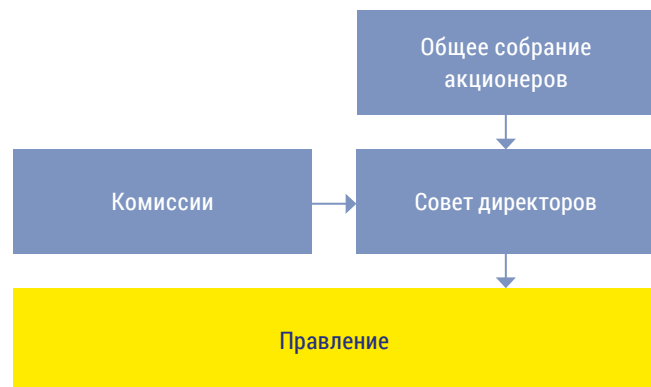 Общее собрание
акционеров
Комиссии
Совет директоров
Правление